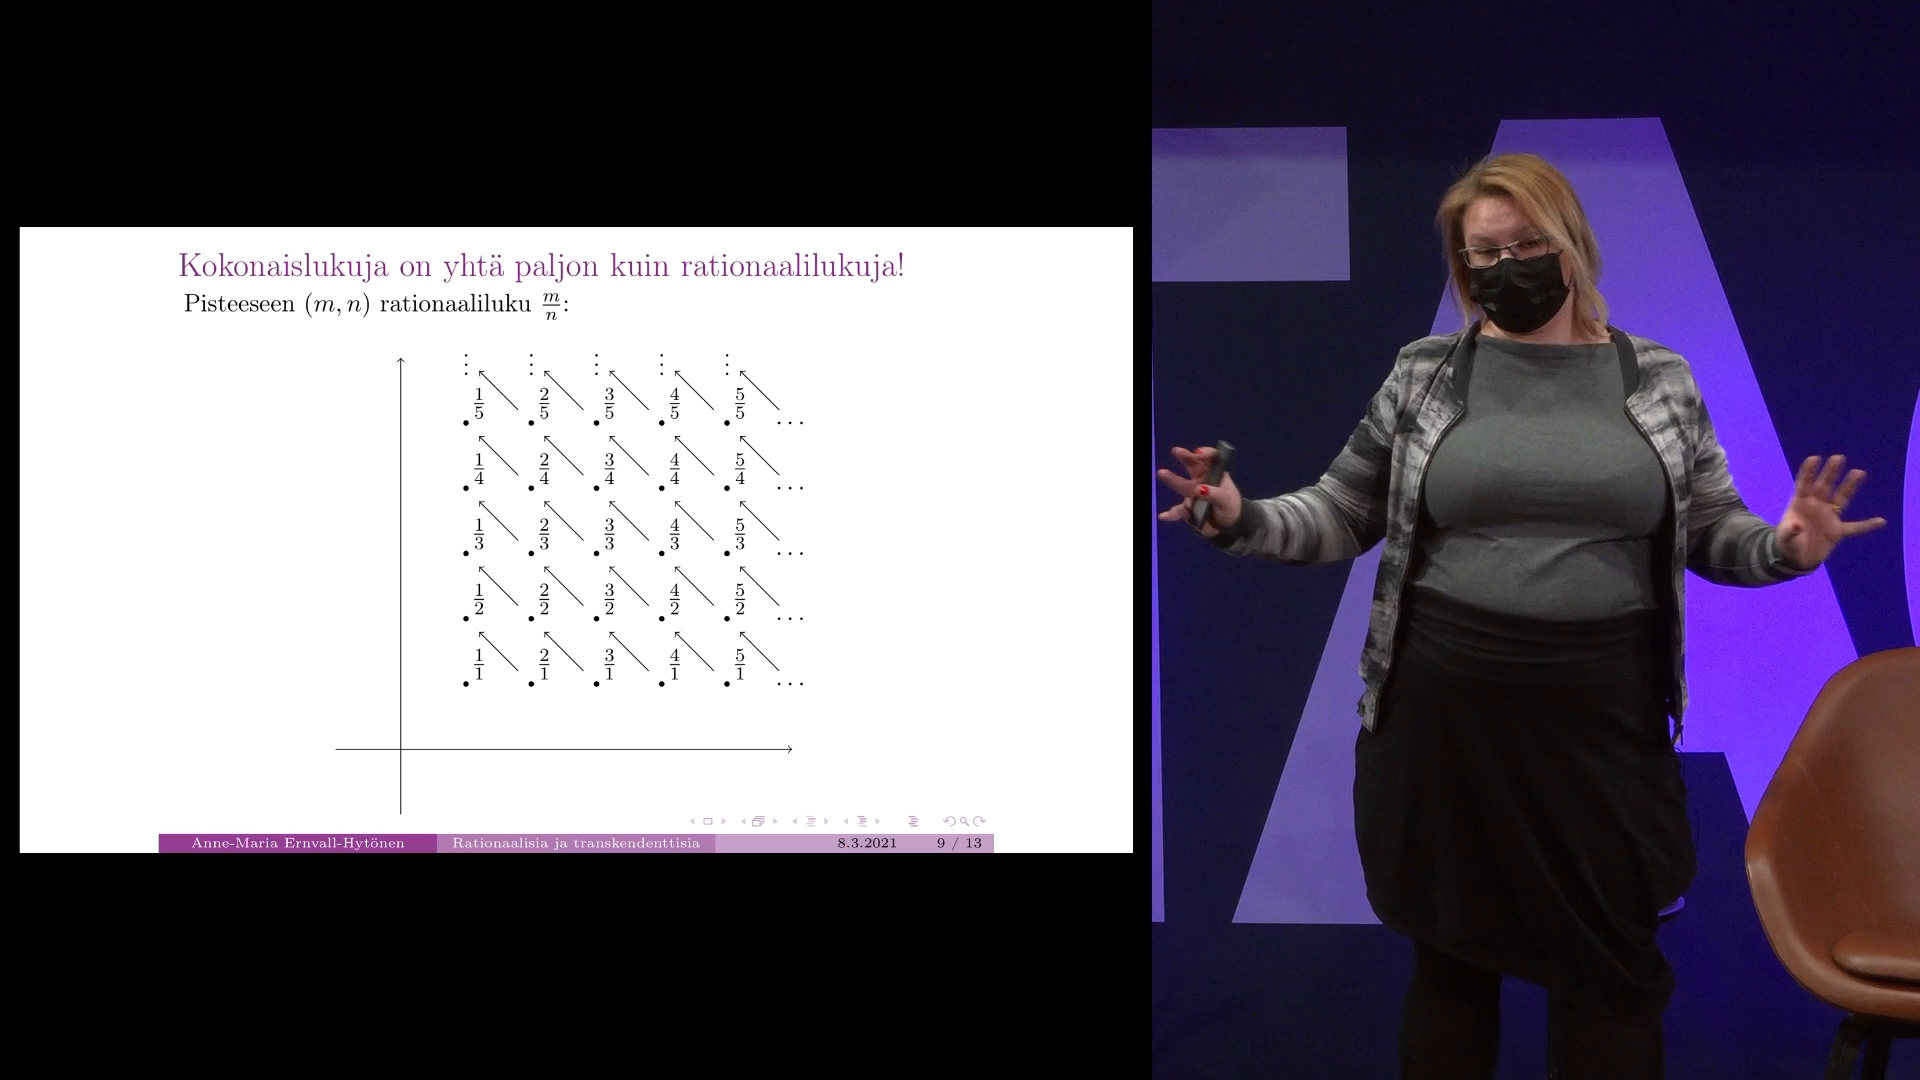 Kokonaislukuja on yhtä paljon kuin rationaalilukuja!
Pisteeseen (m, n) rationaaliluku m/n:
⋮ ⋮ ⋮ ⋮ ⋮
1/5 2/5 3/5 4/5 5/5 ...
1/4 2/4 3/4 4/4 5/4 ...
1/3 2/3 3/3 4/3 5/3 ...
1/2 2/2 3/2 4/2 5/2 ...
1/1 2/1 3/1 4/1 5/1 ...
Anne-Maria Ernvall-Hytönen Rationaalisia ja transkendenttisia 8.3.2021 9 / 13